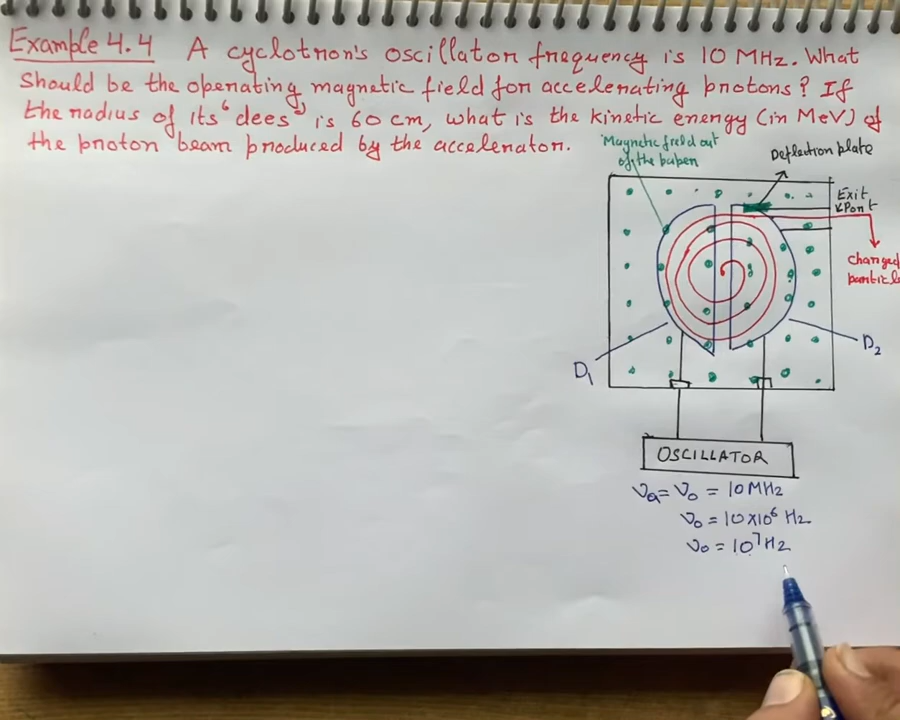 Example 4.4 A cyclotron's oscillator frequency is 10 MHz. What
should be the operating magnetic field for accelerating protons? If
the radius of its 'dees' is 60 cm, what is the kinetic energy (in MeV) of
the proton beam produced by the accelerator.
Magnetic field out
of the paper
Deflection plate
Exit
Port
Charged
particle
D1
D2
OSCILLATOR
νa = ν0 = 10 MHz
ν0 = 10×10⁶ Hz
ν0 = 10⁷ Hz